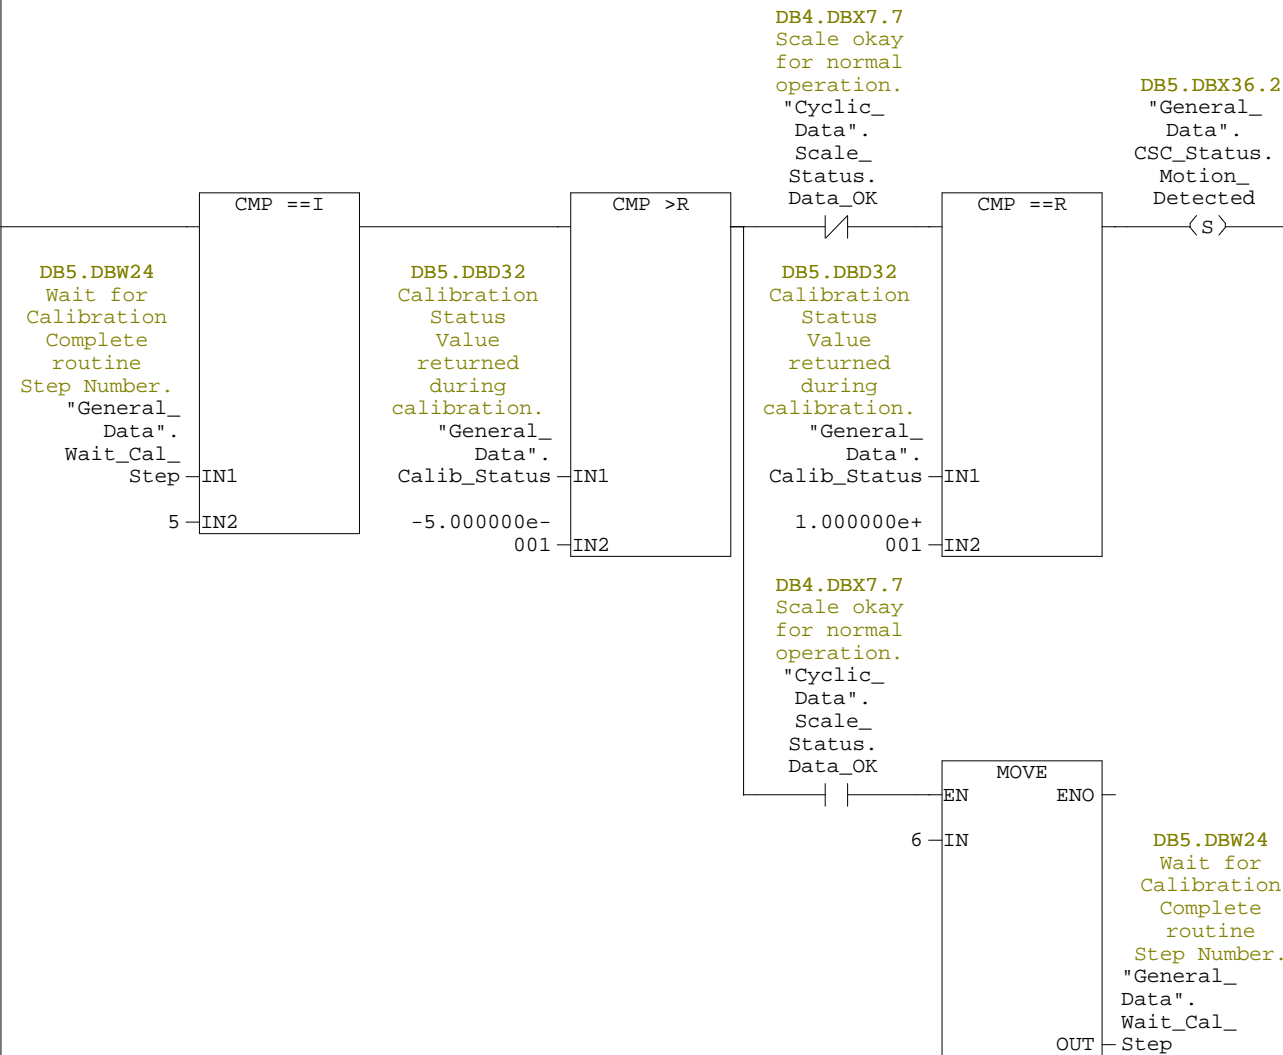 DB4.DBX7.7
Scale okay
for normal
operation.
"Cyclic_
Data".
Scale_
Status.
Data_OK
DB5.DBX36.2
"General_
Data".
CSC_Status.
Motion_
Detected
CMP ==I
CMP >R
CMP ==R
S
DB5.DBW24
Wait for
Calibration
Complete
routine
Step Number.
"General_
Data".
Wait_Cal_
Step IN1
5 IN2
DB5.DBD32
Calibration
Status
Value
returned
during
calibration.
"General_
Data".
Calib_Status IN1
-5.000000e-
001 IN2
DB5.DBD32
Calibration
Status
Value
returned
during
calibration.
"General_
Data".
Calib_Status IN1
1.000000e+
001 IN2
DB4.DBX7.7
Scale okay
for normal
operation.
"Cyclic_
Data".
Scale_
Status.
Data_OK
MOVE
EN ENO
6 IN
DB5.DBW24
Wait for
Calibration
Complete
routine
Step Number.
"General_
Data".
Wait_Cal_
OUT Step